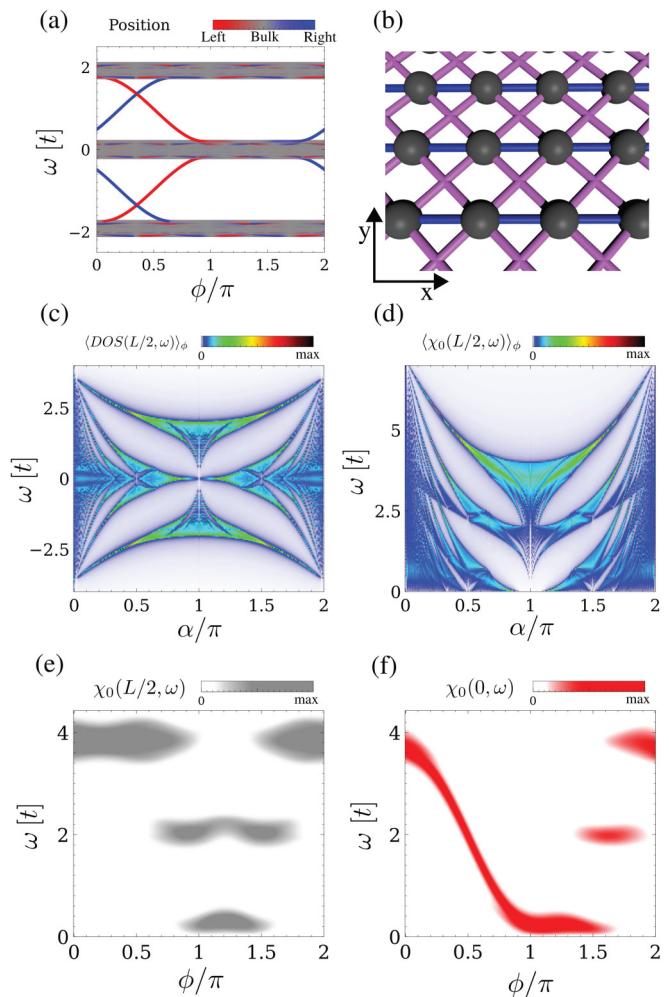 (a)
Position
Left Bulk Right
ω [t]
2
0
−2
0 0.5 1 1.5 2
ϕ/π
(b)
y
x
(c)
⟨DOS(L/2, ω)⟩ϕ
0 max
ω [t]
2.5
0
−2.5
0 0.5 1 1.5 2
α/π
(d)
⟨χ0(L/2, ω)⟩ϕ
0 max
ω [t]
5
2.5
0
0 0.5 1 1.5 2
α/π
(e)
χ0(L/2, ω)
0 max
ω [t]
4
2
0
0 0.5 1 1.5 2
ϕ/π
(f)
χ0(0, ω)
0 max
ω [t]
4
2
0
0 0.5 1 1.5 2
ϕ/π